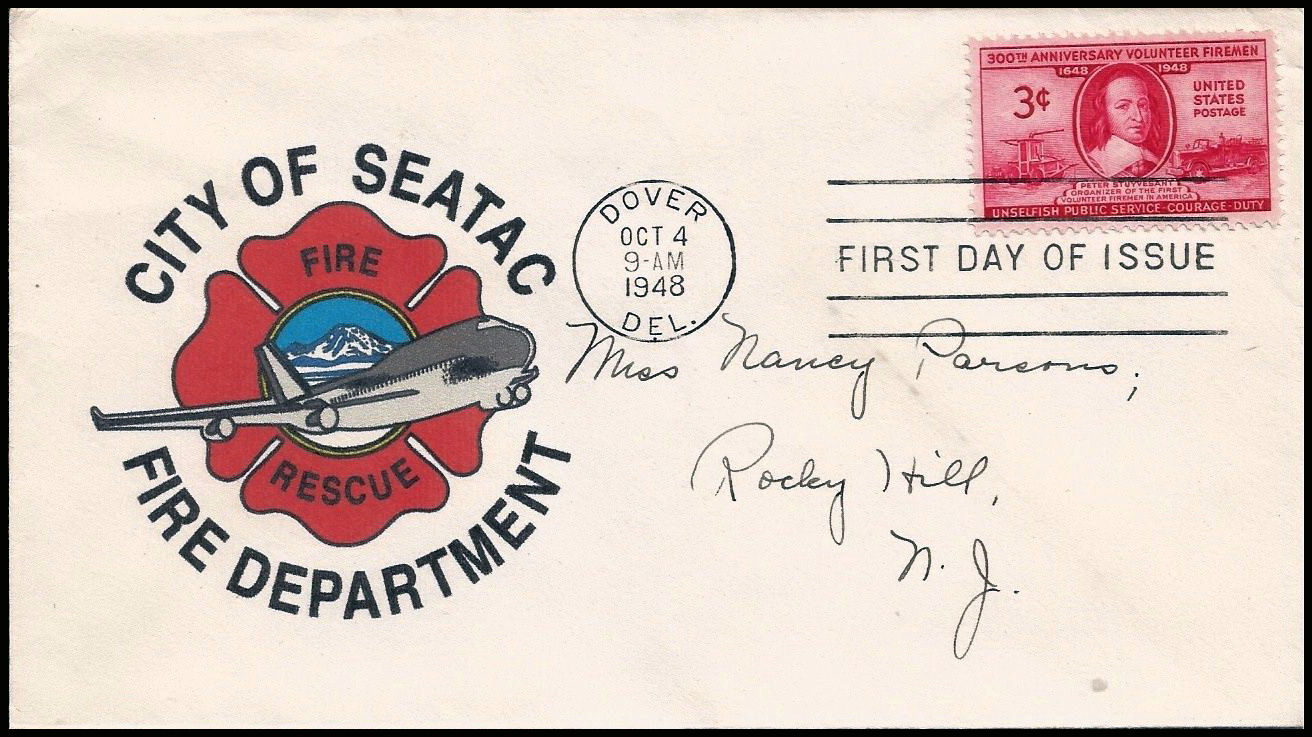 300TH ANNIVERSARY VOLUNTEER FIREMEN
1648 1948
3¢
UNITED
STATES
POSTAGE
PETER STUYVESANT
ORGANIZER OF THE FIRST
VOLUNTEER FIREMEN IN AMERICA
UNSELFISH PUBLIC SERVICE - COURAGE - DUTY
CITY OF SEATAC
FIRE
RESCUE
FIRE DEPARTMENT
DOVER
OCT 4
9-AM
1948
DEL.
FIRST DAY OF ISSUE
Miss Nancy Parsons,
Rocky Hill,
N. J.